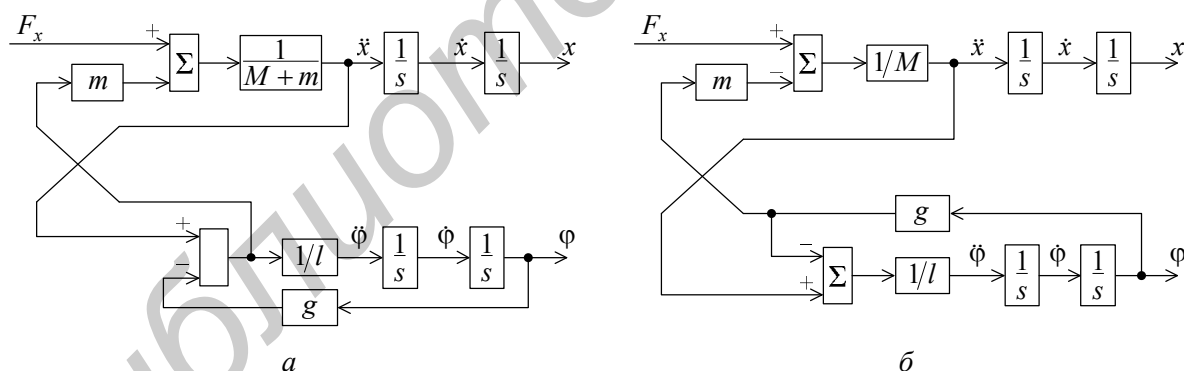 F_x + Σ 1/(M + m) ẍ 1/s ẋ 1/s x
m
+ −
1/l φ̈ 1/s φ̇ 1/s φ
g
а
F_x + − Σ 1/M ẍ 1/s ẋ 1/s x
m
g
− + Σ 1/l φ̈ 1/s φ̇ 1/s φ
б